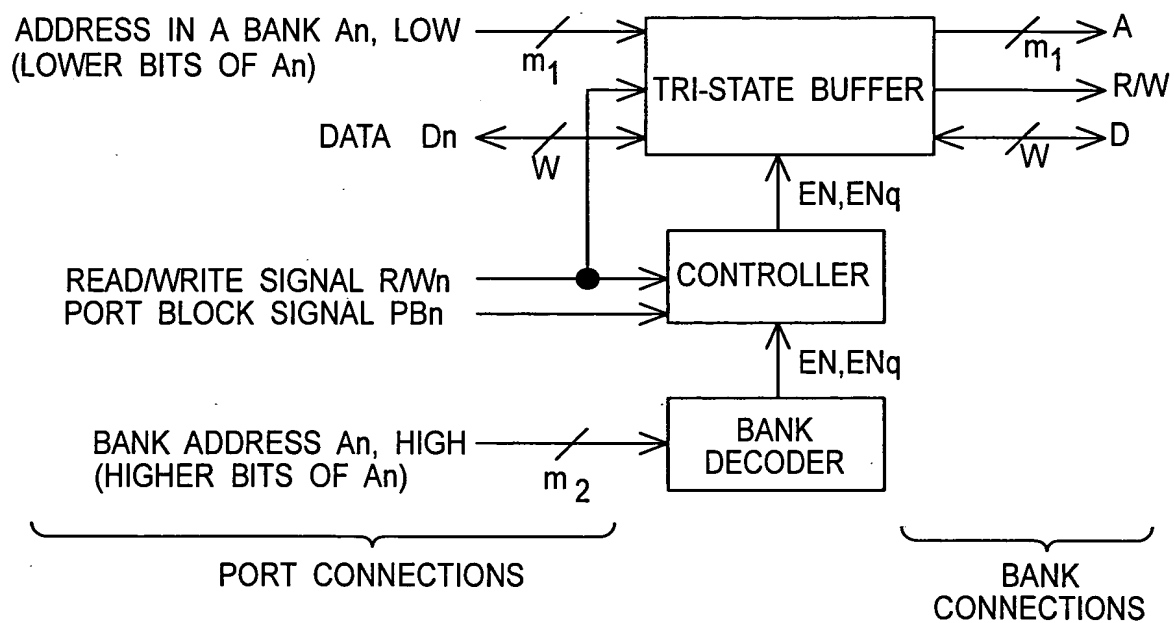 ADDRESS IN A BANK An, LOW
(LOWER BITS OF An)
m1
TRI-STATE BUFFER
m1
A
R/W
DATA Dn
W
W
D
EN,ENq
READ/WRITE SIGNAL R/Wn
PORT BLOCK SIGNAL PBn
CONTROLLER
EN,ENq
BANK ADDRESS An, HIGH
(HIGHER BITS OF An)
m2
BANK
DECODER
PORT CONNECTIONS
BANK
CONNECTIONS